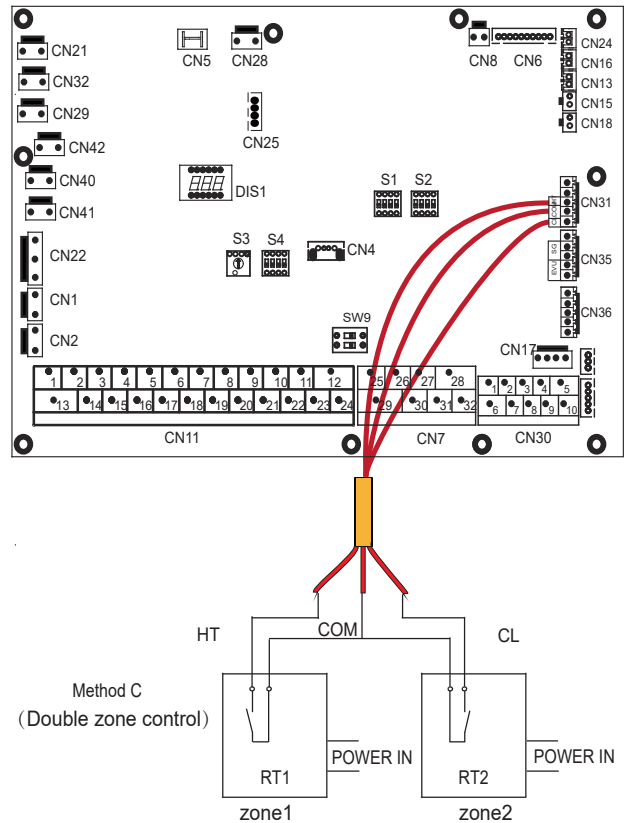 CN21
CN5
CN28
CN8
CN6
CN24
CN16
CN13
CN15
CN18
CN32
CN29
CN25
CN42
CN40
DIS1
S1
S2
CN31
CN41
CN22
S3
S4
CN4
SG
EVU
CN35
CN1
CN36
SW9
CN2
CN17
1 2 3 4 5 6 7 8 9 10 11 12
13 14 15 16 17 18 19 20 21 22 23 24
25 26 27 28
29 30 31 32
1 2 3 4 5
6 7 8 9 10
CN11
CN7
CN30
HT
COM
CL
Method C
（Double zone control）
POWER IN
POWER IN
RT1
RT2
zone1
zone2